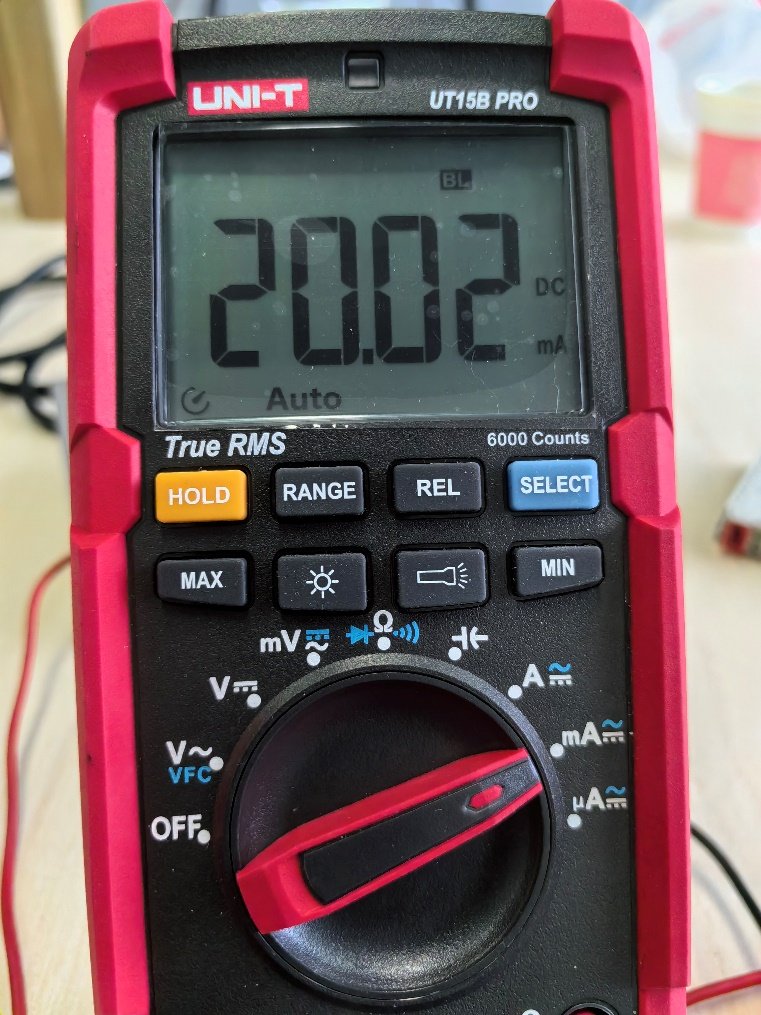 UNI-T UT15B PRO
BL
20.02 DC mA
Auto
True RMS 6000 Counts
HOLD RANGE REL SELECT
MAX MIN
mV Ω
V A
V~ mA
VFC µA
OFF